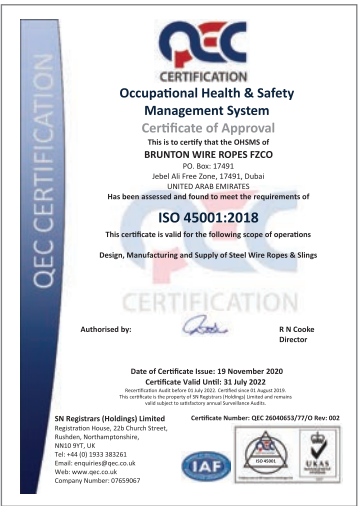 QEC
CERTIFICATION
QEC CERTIFICATION
Occupational Health & Safety
Management System
Certificate of Approval
This is to certify that the OHSMS of
BRUNTON WIRE ROPES FZCO
PO. Box: 17491
Jebel Ali Free Zone, 17491, Dubai
UNITED ARAB EMIRATES
Has been assessed and found to meet the requirements of
ISO 45001:2018
This certificate is valid for the following scope of operations
Design, Manufacturing and Supply of Steel Wire Ropes & Slings
CERTIFICATION
Authorised by:
R N Cooke
Director
Date of Certificate Issue: 19 November 2020
Certificate Valid Until: 31 July 2022
Recertification Audit before 01 July 2022. Certified since 01 August 2019.
This certificate is the property of SN Registrars (Holdings) Limited and remains
valid subject to satisfactory annual Surveillance Audits.
SN Registrars (Holdings) Limited
Registration House, 22b Church Street,
Rushden, Northamptonshire,
NN10 9YT, UK
Tel: +44 (0) 1933 383261
Email: enquiries@qec.co.uk
Web: www.qec.co.uk
Company Number: 07659067
Certificate Number: QEC 26040653/77/O Rev: 002
IAF
ISO 45001
UKAS